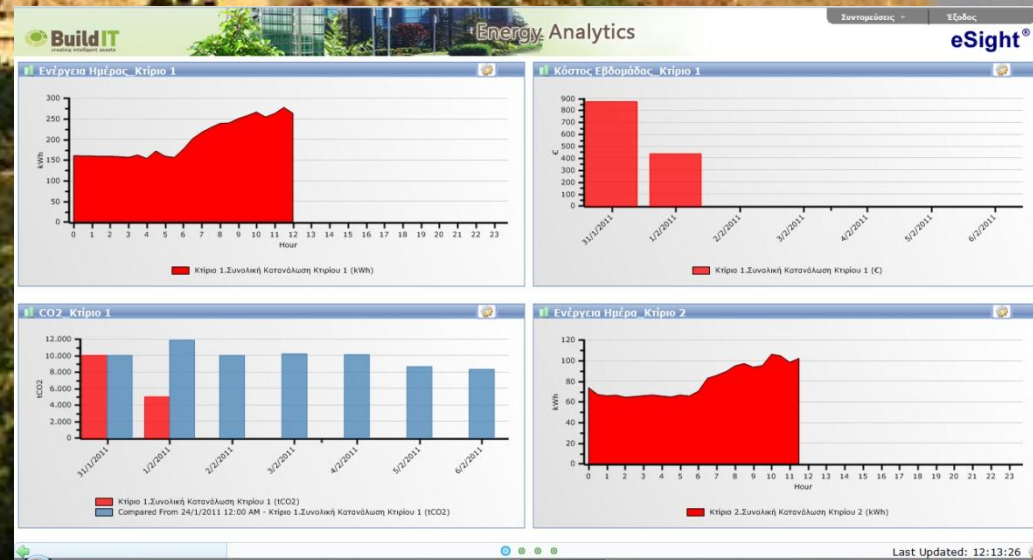 BuildIT
creating intelligent assets
Energy Analytics
Συντομεύσεις
Έξοδος
eSight®
Ενέργεια Ημέρας_Κτίριο 1
300
250
200
150
100
50
0
kWh
0 1 2 3 4 5 6 7 8 9 10 11 12 13 14 15 16 17 18 19 20 21 22 23
Hour
Κτίριο 1.Συνολική Κατανάλωση Κτιρίου 1 (kWh)
Κόστος Εβδομάδας_Κτίριο 1
900
800
700
600
500
400
300
200
100
0
€
31/1/2011 1/2/2011 2/2/2011 3/2/2011 4/2/2011 5/2/2011 6/2/2011
Κτίριο 1.Συνολική Κατανάλωση Κτιρίου 1 (€)
CO2_Κτίριο 1
12.000
10.000
8.000
6.000
4.000
2.000
0
tCO2
31/1/2011 1/2/2011 2/2/2011 3/2/2011 4/2/2011 5/2/2011 6/2/2011
Κτίριο 1.Συνολική Κατανάλωση Κτιρίου 1 (tCO2)
Compared From 24/1/2011 12:00 AM - Κτίριο 1.Συνολική Κατανάλωση Κτιρίου 1 (tCO2)
Ενέργεια Ημέρα_Κτίριο 2
120
100
80
60
40
20
0
kWh
0 1 2 3 4 5 6 7 8 9 10 11 12 13 14 15 16 17 18 19 20 21 22 23
Hour
Κτίριο 2.Συνολική Κατανάλωση Κτιρίου 2 (kWh)
Last Updated: 12:13:26